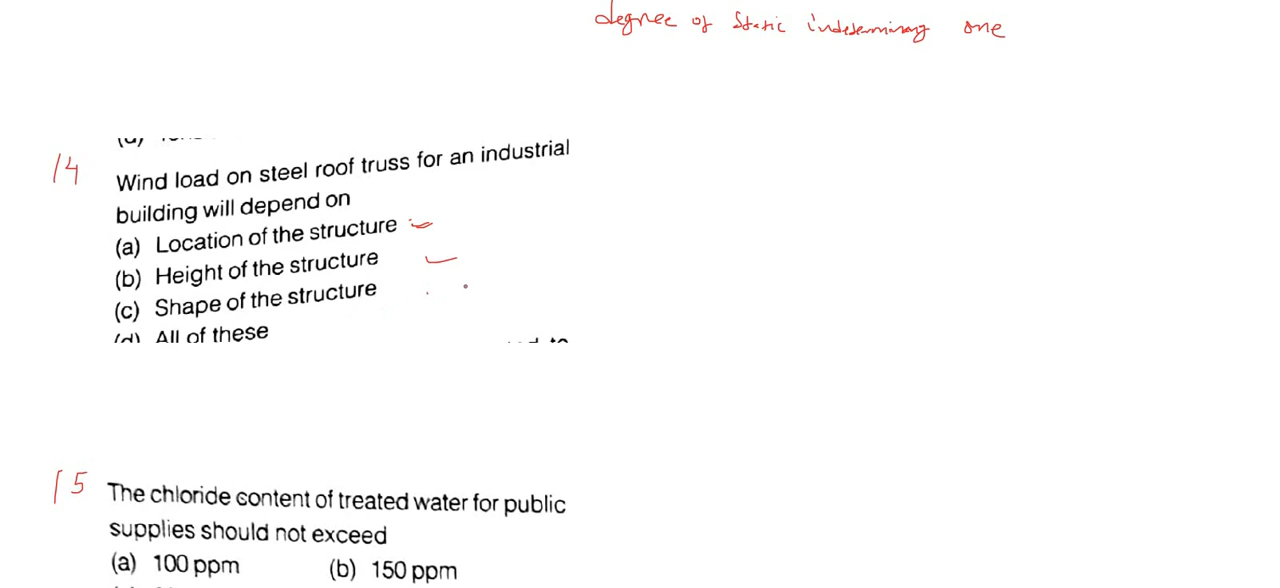 degree of static indeterminacy one
14
Wind load on steel roof truss for an industrial
building will depend on
(a) Location of the structure
(b) Height of the structure
(c) Shape of the structure
(d) All of these
15
The chloride content of treated water for public
supplies should not exceed
(a) 100 ppm (b) 150 ppm